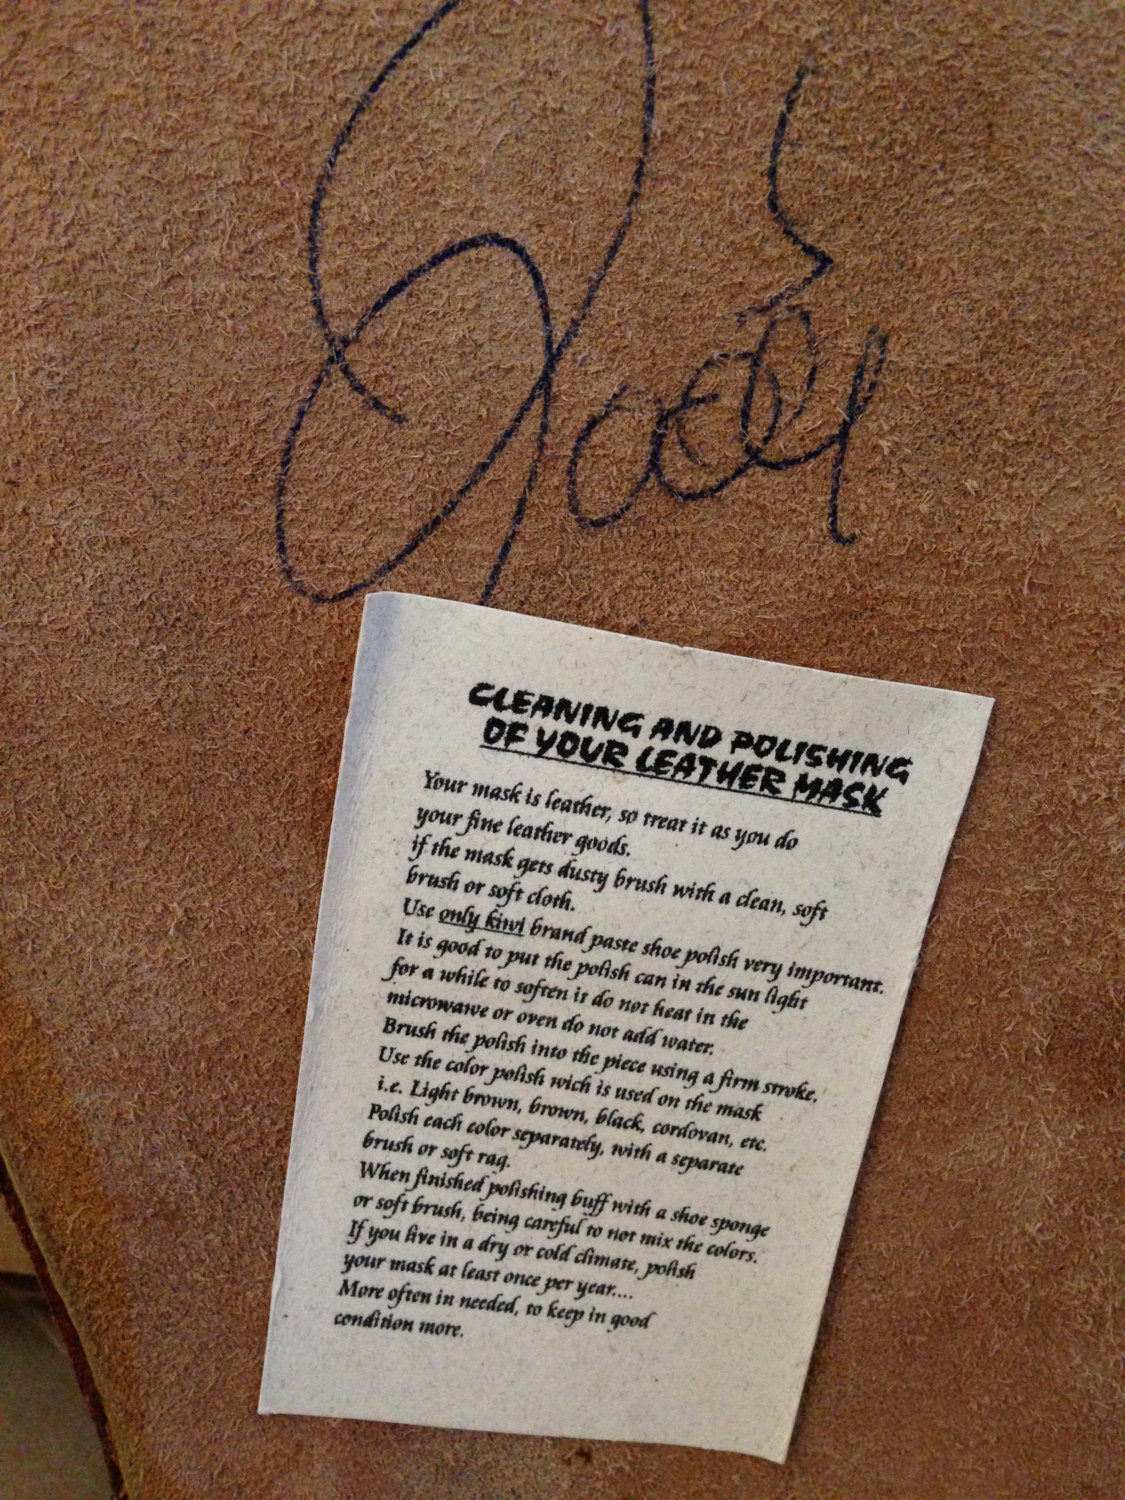 CLEANING AND POLISHING
OF YOUR LEATHER MASK
Your mask is leather, so treat it as you do
your fine leather goods.
if the mask gets dusty brush with a clean, soft
brush or soft cloth.
Use only kiwi brand paste shoe polish very important.
It is good to put the polish can in the sun light
for a while to soften it do not heat in the
microwawe or oven do not add water.
Brush the polish into the piece using a firm stroke.
Use the color polish wich is used on the mask
i.e. Light brown, brown, black, cordovan, etc.
Polish each color separately, with a separate
brush or soft rag.
When finished polishing buff with a shoe sponge
or soft brush, being careful to not mix the colors.
If you live in a dry or cold climate, polish
your mask at least once per year....
More often in needed, to keep in good
condition more.